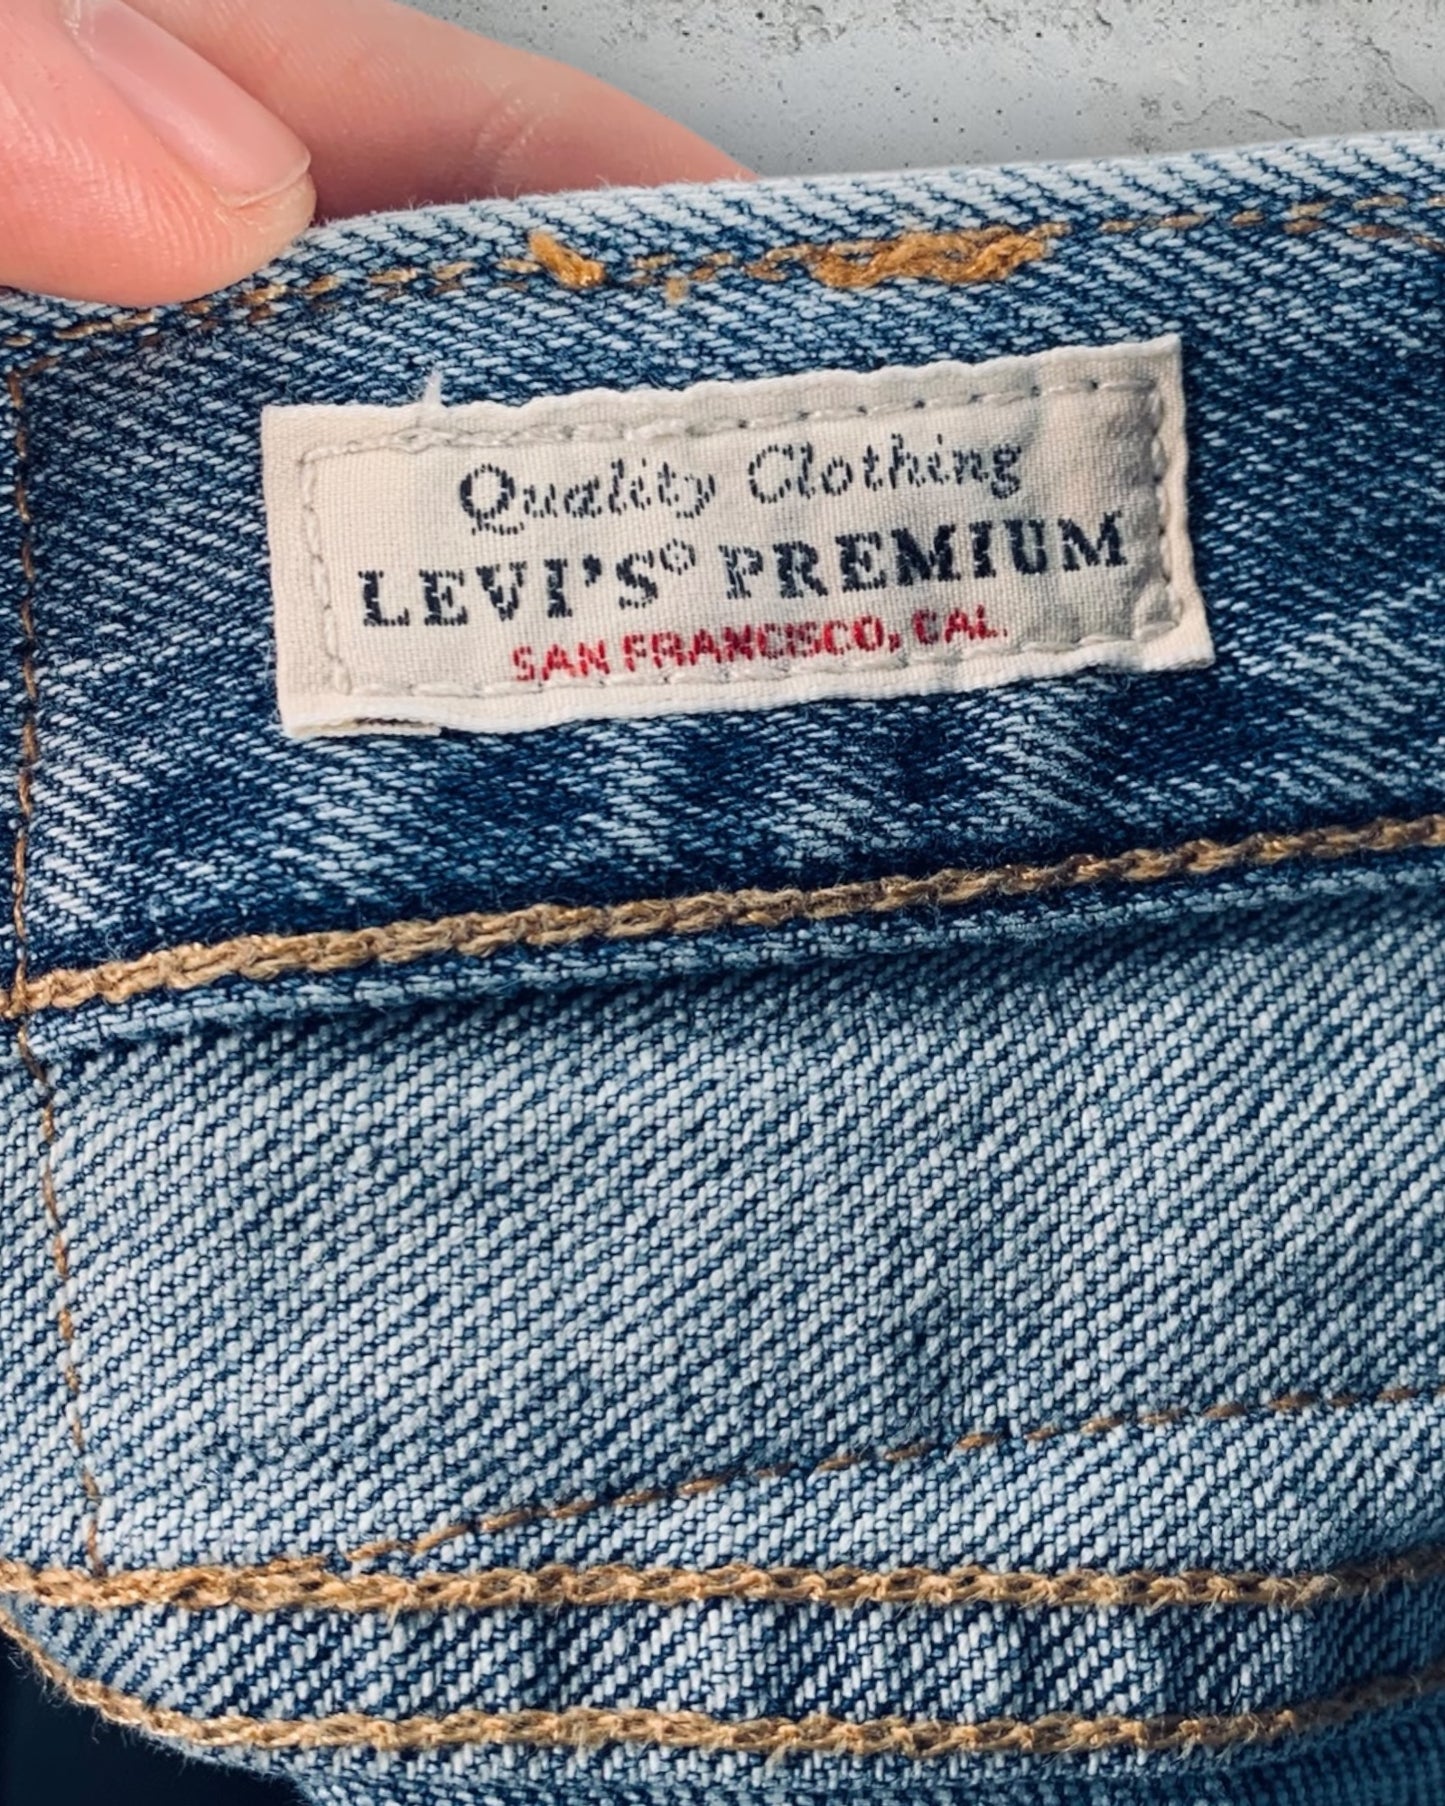 Quality Clothing
LEVI'S® PREMIUM
SAN FRANCISCO, CAL.